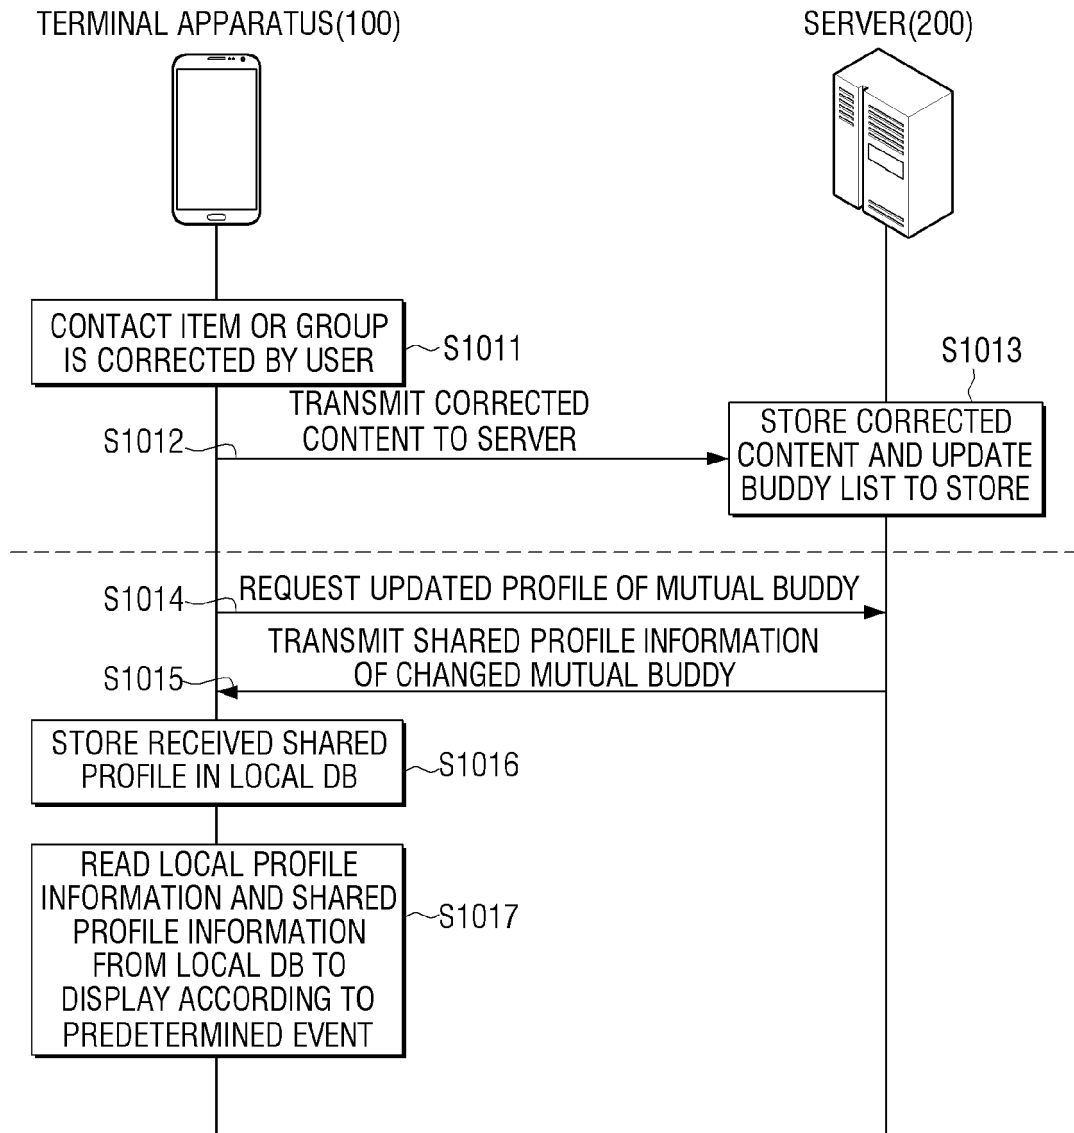 TERMINAL APPARATUS(100)
SERVER(200)
CONTACT ITEM OR GROUP
IS CORRECTED BY USER
S1011
S1012
TRANSMIT CORRECTED
CONTENT TO SERVER
S1013
STORE CORRECTED
CONTENT AND UPDATE
BUDDY LIST TO STORE
S1014
REQUEST UPDATED PROFILE OF MUTUAL BUDDY
S1015
TRANSMIT SHARED PROFILE INFORMATION
OF CHANGED MUTUAL BUDDY
STORE RECEIVED SHARED
PROFILE IN LOCAL DB
S1016
READ LOCAL PROFILE
INFORMATION AND SHARED
PROFILE INFORMATION
FROM LOCAL DB TO
DISPLAY ACCORDING TO
PREDETERMINED EVENT
S1017